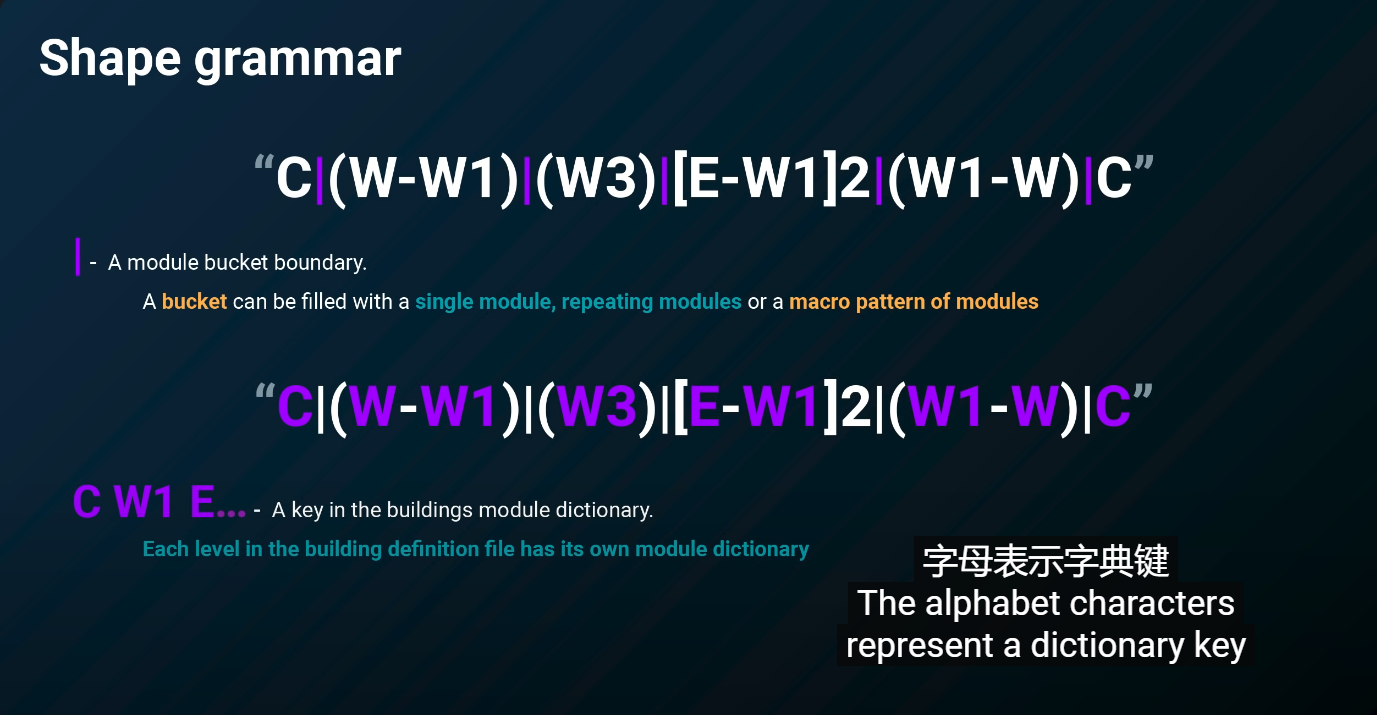 Shape grammar
“C|(W-W1)|(W3)|[E-W1]2|(W1-W)|C”
| - A module bucket boundary.
A bucket can be filled with a single module, repeating modules or a macro pattern of modules
“C|(W-W1)|(W3)|[E-W1]2|(W1-W)|C”
C W1 E... - A key in the buildings module dictionary.
Each level in the building definition file has its own module dictionary
字母表示字典键
The alphabet characters
represent a dictionary key